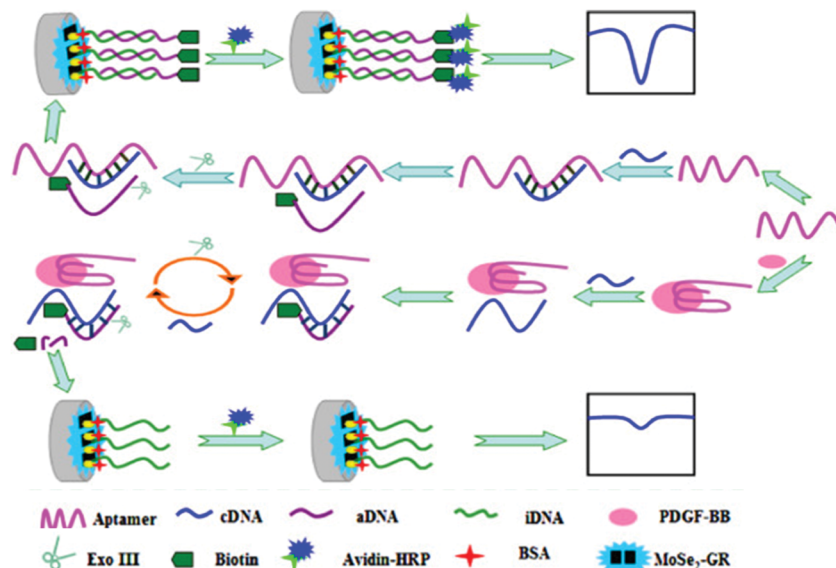 Aptamer cDNA aDNA iDNA PDGF-BB
Exo III Biotin Avidin-HRP BSA MoSe₂-GR